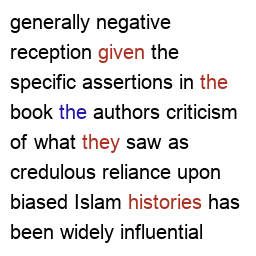 generally negative
reception given the
specific assertions in the
book the authors criticism
of what they saw as
credulous reliance upon
biased Islam histories has
been widely influential